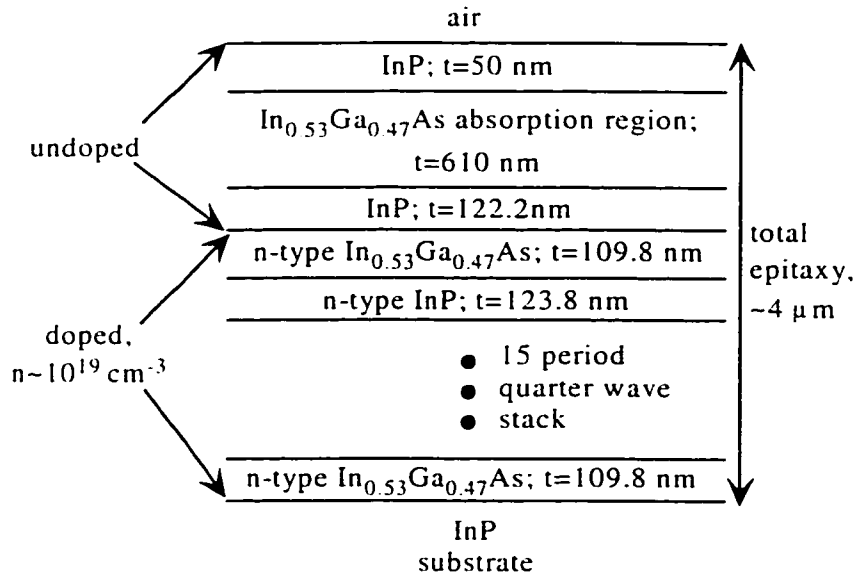 air
InP; t=50 nm
In₀.₅₃Ga₀.₄₇As absorption region;
t=610 nm
undoped
InP; t=122.2nm
n-type In₀.₅₃Ga₀.₄₇As; t=109.8 nm
total
epitaxy,
~4 μm
n-type InP; t=123.8 nm
doped,
n~10¹⁹ cm⁻³
● 15 period
● quarter wave
● stack
n-type In₀.₅₃Ga₀.₄₇As; t=109.8 nm
InP
substrate